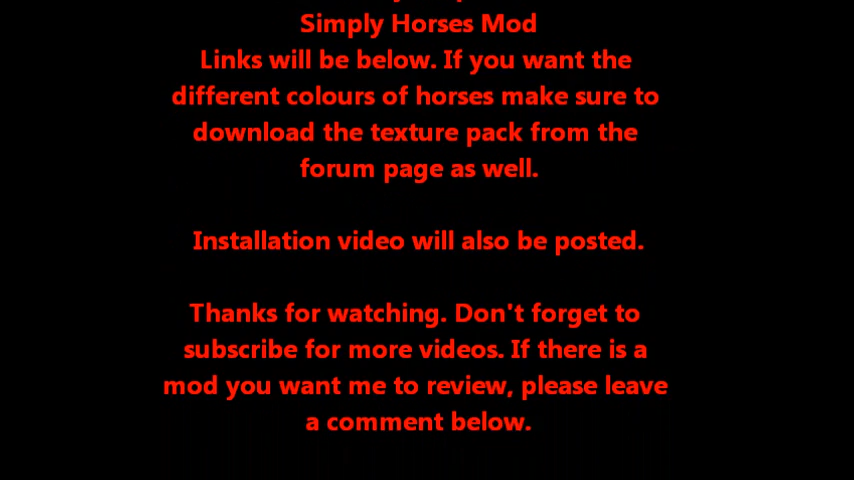 Simply Horses Mod
Links will be below. If you want the
different colours of horses make sure to
download the texture pack from the
forum page as well.
Installation video will also be posted.
Thanks for watching. Don't forget to
subscribe for more videos. If there is a
mod you want me to review, please leave
a comment below.